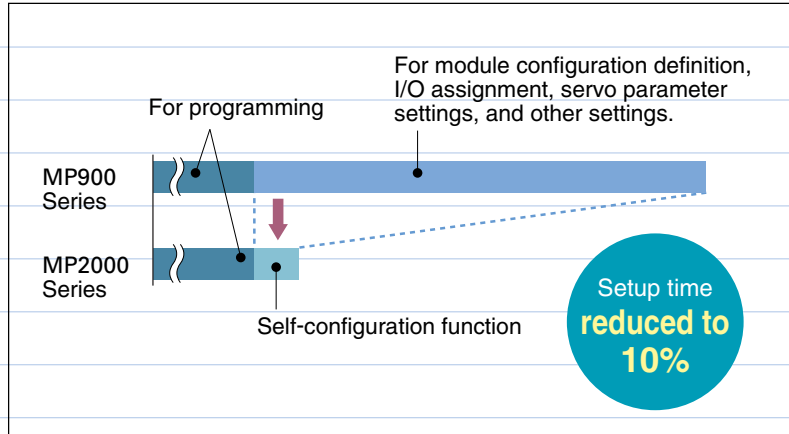 For module configuration definition,
I/O assignment, servo parameter
settings, and other settings.
For programming
MP900
Series
MP2000
Series
Self-configuration function
Setup time
reduced to
10%